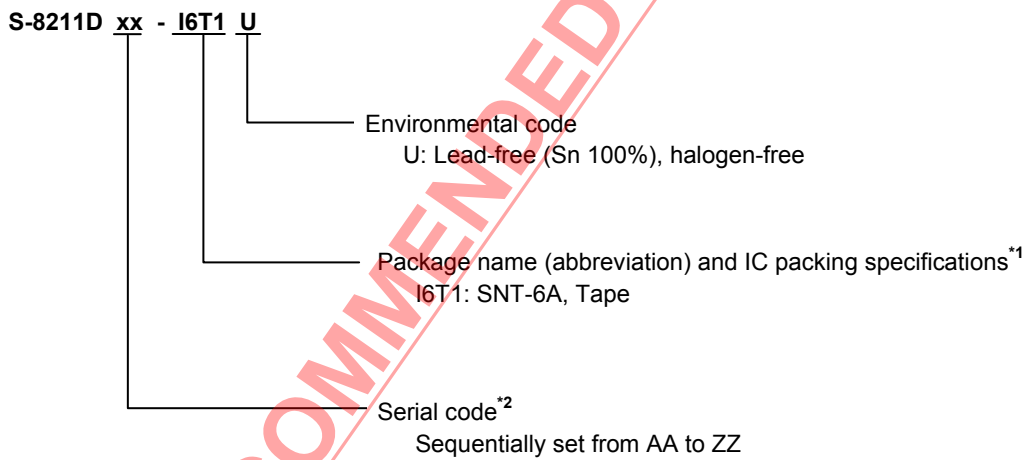 S-8211D xx - I6T1 U
Environmental code
U: Lead-free (Sn 100%), halogen-free
Package name (abbreviation) and IC packing specifications*1
I6T1: SNT-6A, Tape
Serial code*2
Sequentially set from AA to ZZ
OMMENDED